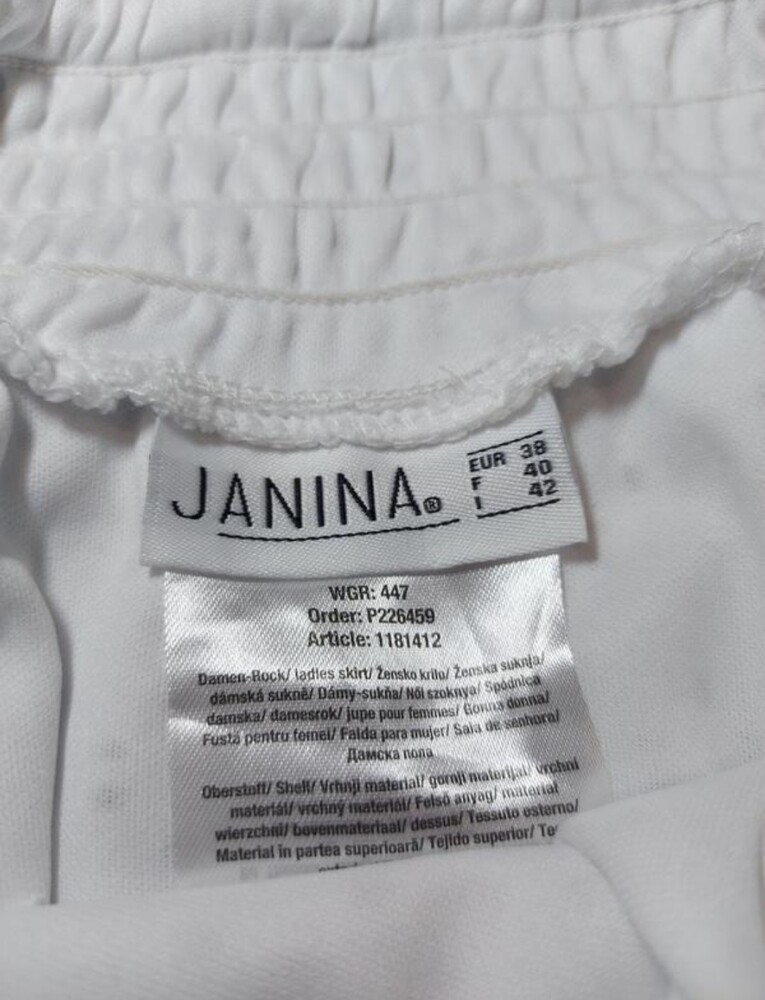 JANINA®
EUR 38
F 40
I 42
WGR: 447
Order: P226459
Article: 1181412
Damen-Rock/ ladies skirt/ Žensko krilo/ Ženska suknja/
dámská sukně/ Dámy-sukňa/ Női szoknya/ Spódnica
damska/ damesrok/ jupe pour femmes/ Gonna donna/
Fustă pentru femei/ Falda para mujer/ Saia de senhora/
Дамска пола
Oberstoff/ Shell/ Vrhnji material/ gornji materijal/ vrchní
materiál/ vrchný materiál/ Felső anyag/ materiał
wierzchni/ bovenmateriaal/ dessus/ Tessuto esterno/
Material în partea superioară/ Tejido superior/ Te